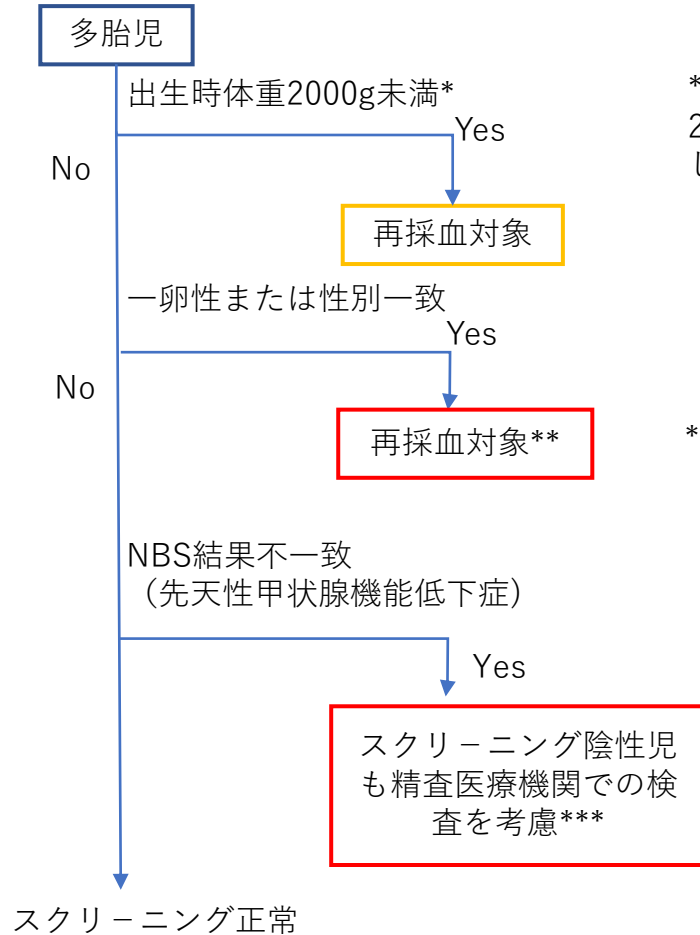 多胎児
出生時体重2000g未満*
Yes
No
再採血対象
一卵性または性別一致
Yes
No
再採血対象**
NBS結果不一致
（先天性甲状腺機能低下症）
Yes
スクリーニング陰性児
も精査医療機関での検
査を考慮***
スクリーニング正常
*
2
*